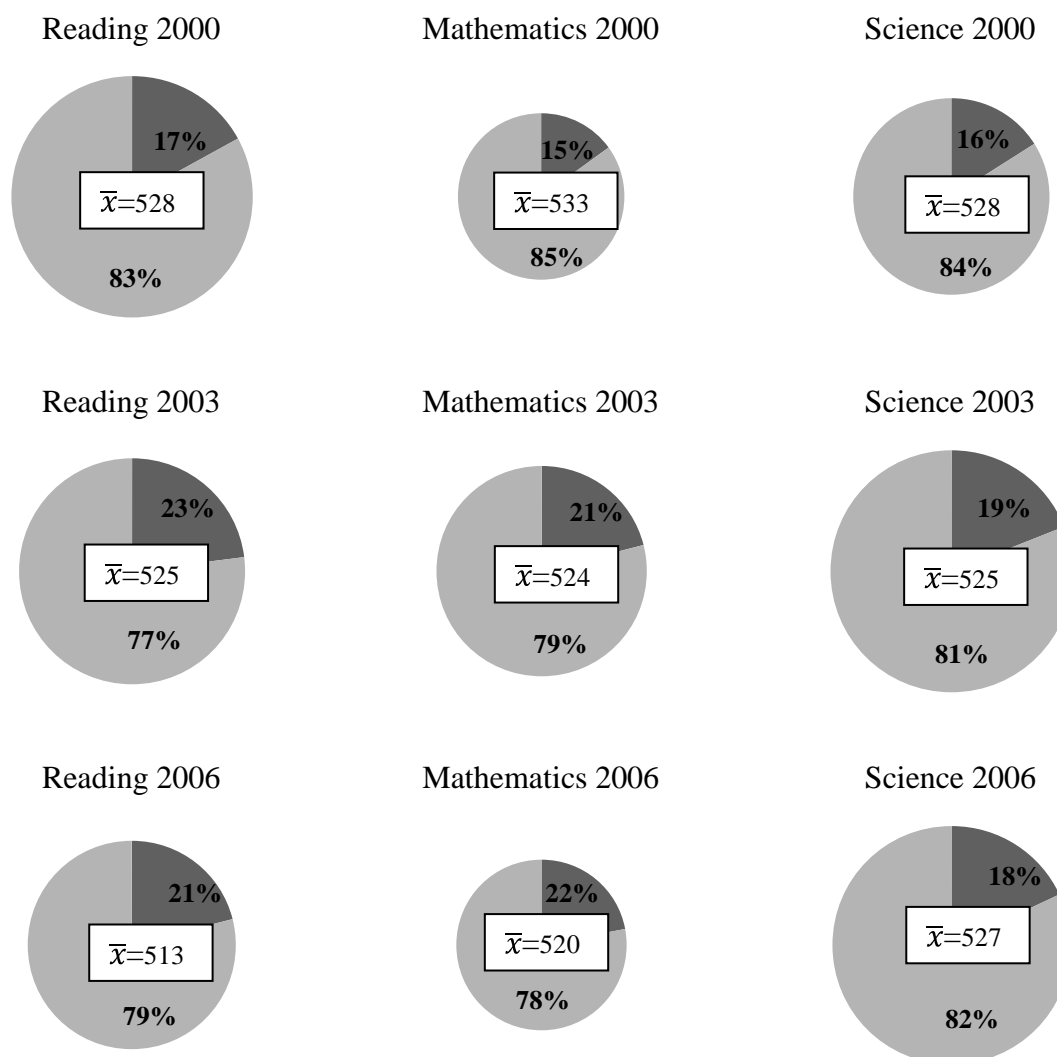 Reading 2000
Mathematics 2000
Science 2000
17%
x̅=528
83%
15%
x̅=533
85%
16%
x̅=528
84%
Reading 2003
Mathematics 2003
Science 2003
23%
x̅=525
77%
21%
x̅=524
79%
19%
x̅=525
81%
Reading 2006
Mathematics 2006
Science 2006
21%
x̅=513
79%
22%
x̅=520
78%
18%
x̅=527
82%